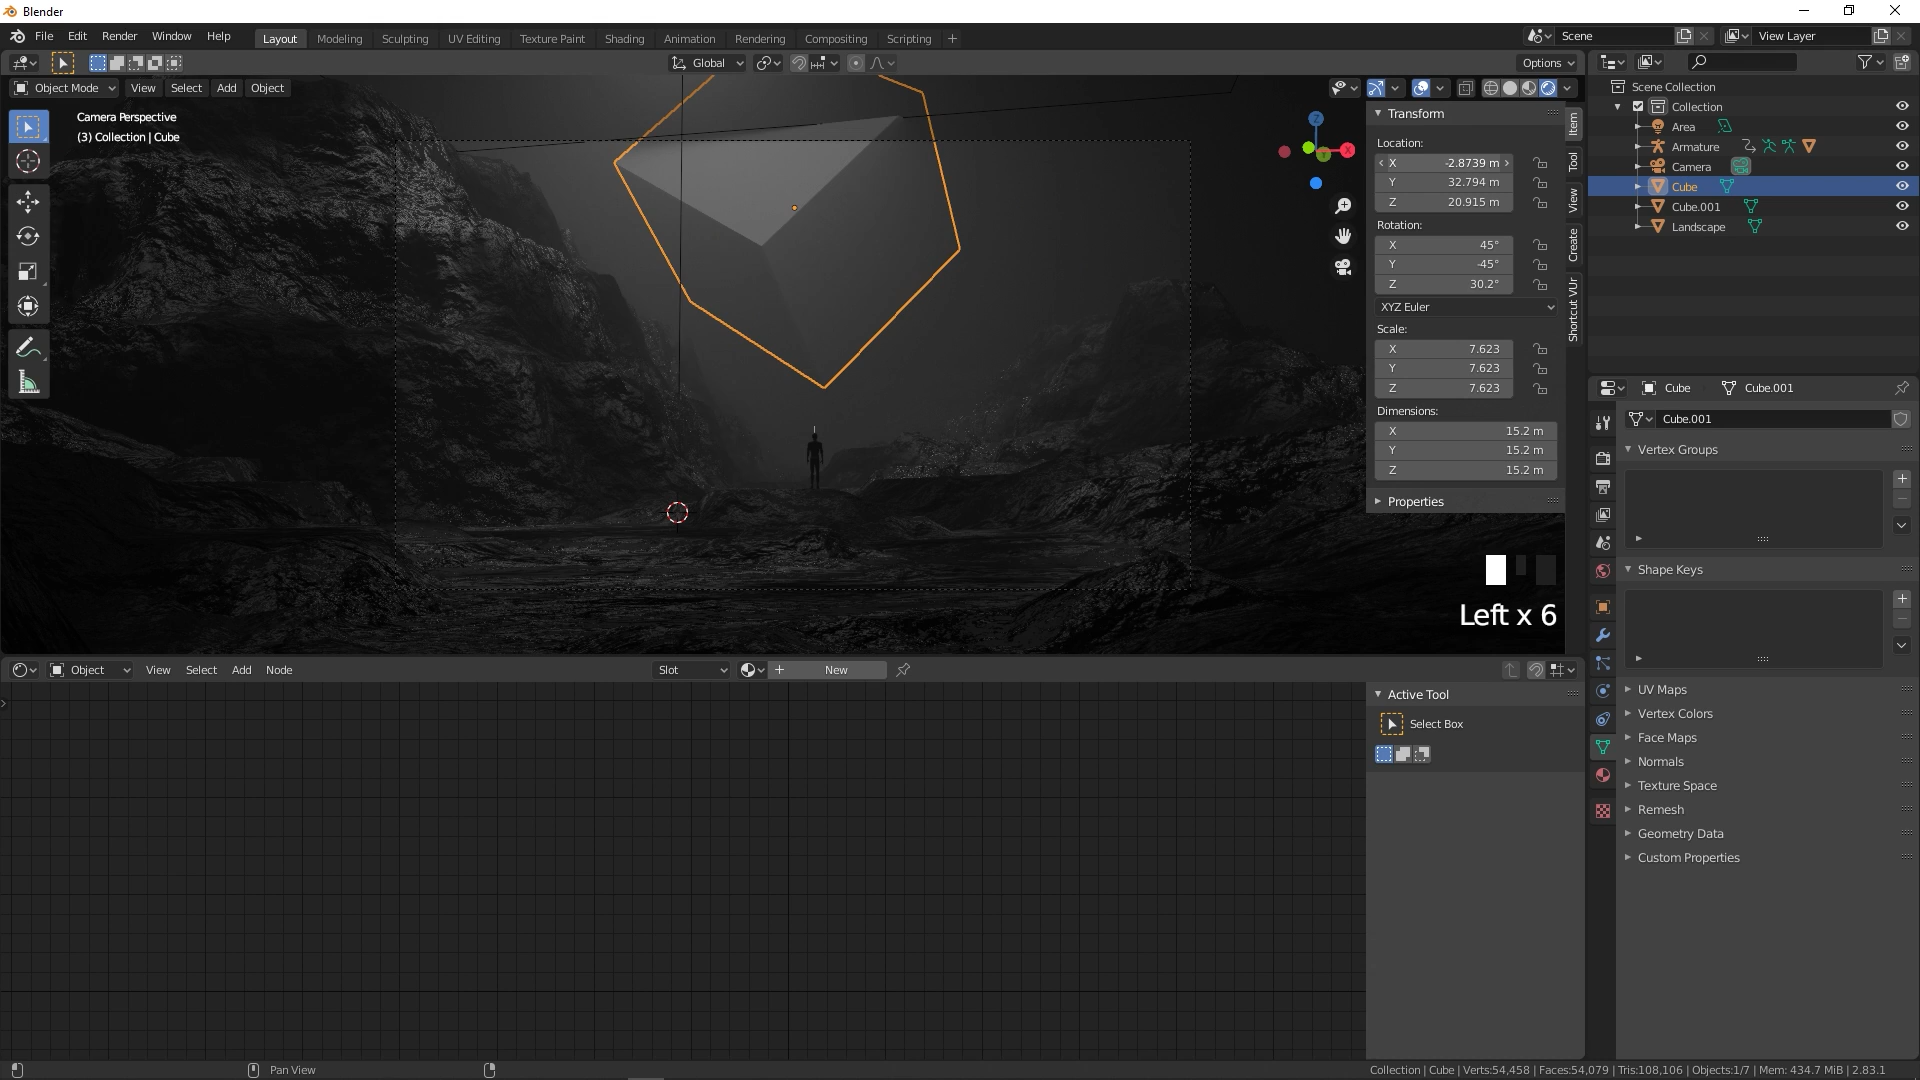 Blender
File Edit Render Window Help Layout Modeling Sculpting UV Editing Texture Paint Shading Animation Rendering Compositing Scripting + Scene View Layer
Global Options
Object Mode View Select Add Object
Camera Perspective
(3) Collection | Cube
Z
X
Y
Transform
Location:
X -2.8739 m
Y 32.794 m
Z 20.915 m
Rotation:
X 45°
Y -45°
Z 30.2°
XYZ Euler
Scale:
X 7.623
Y 7.623
Z 7.623
Dimensions:
X 15.2 m
Y 15.2 m
Z 15.2 m
Properties
Item
Tool
View
Create
Shortcut VUr
Left x 6
Scene Collection
Collection
Area
Armature
Camera
Cube
Cube.001
Landscape
Cube Cube.001
Cube.001
Vertex Groups
Shape Keys
UV Maps
Vertex Colors
Face Maps
Normals
Texture Space
Remesh
Geometry Data
Custom Properties
Object View Select Add Node Slot + New
Active Tool
Select Box
Pan View
Collection | Cube | Verts:54,458 | Faces:54,079 | Tris:108,106 | Objects:1/7 | Mem: 434.7 MiB | 2.83.1